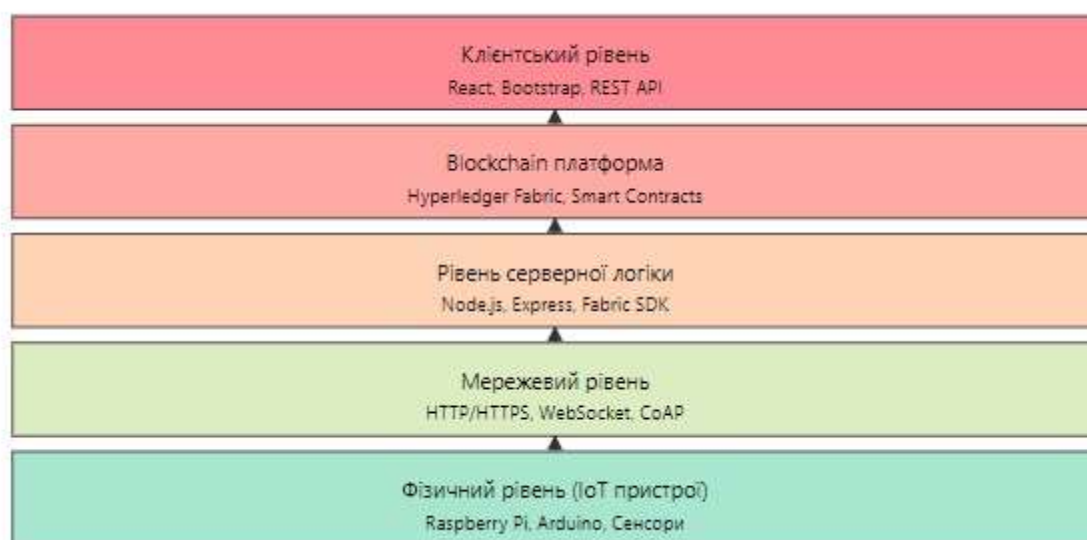 Клієнтський рівень
React, Bootstrap, REST API
Blockchain платформа
Hyperledger Fabric, Smart Contracts
Рівень серверної логіки
Node.js, Express, Fabric SDK
Мережевий рівень
HTTP/HTTPS, WebSocket, CoAP
Фізичний рівень (IoT пристрої)
Raspberry Pi, Arduino, Сенсори